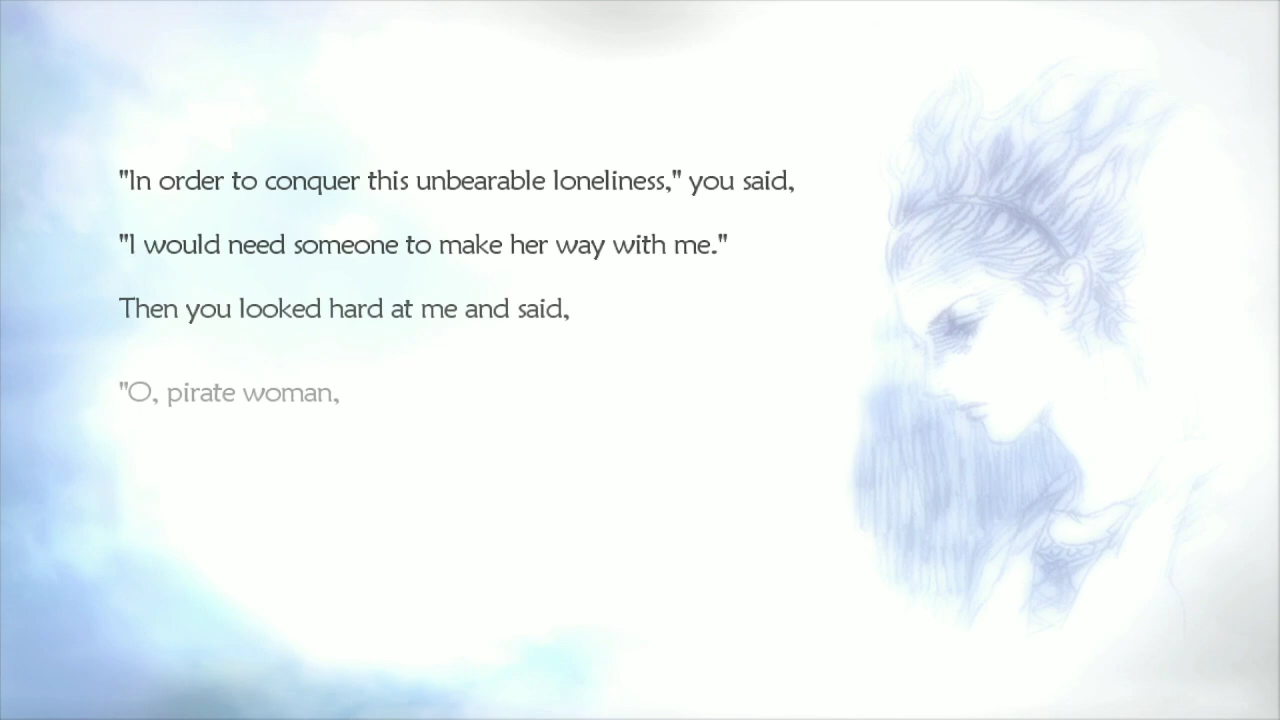 "In order to conquer this unbearable loneliness," you said,
"I would need someone to make her way with me."
Then you looked hard at me and said,
"O, pirate woman,